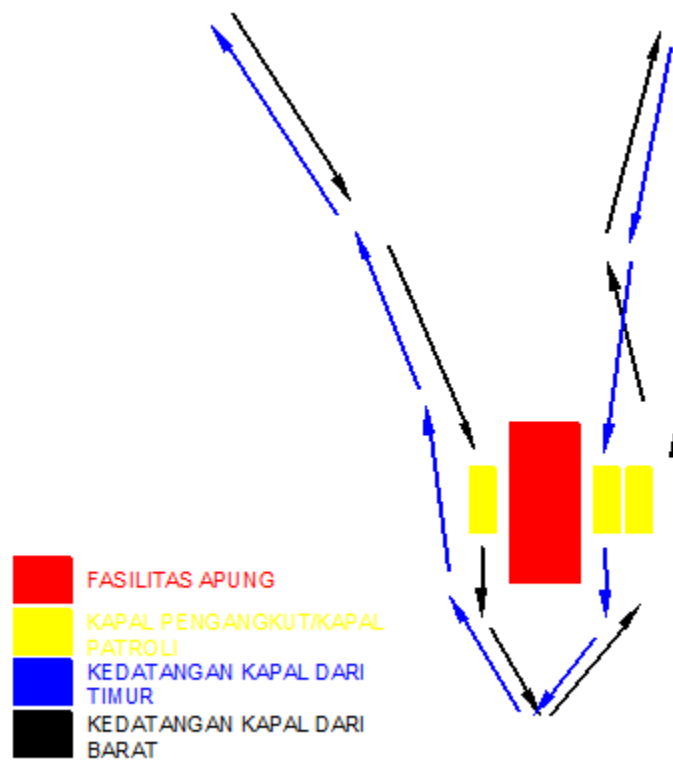 FASILITAS APUNG
KAPAL PENGANGKUT/KAPAL
PATROLI
KEDATANGAN KAPAL DARI
TIMUR
KEDATANGAN KAPAL DARI
BARAT